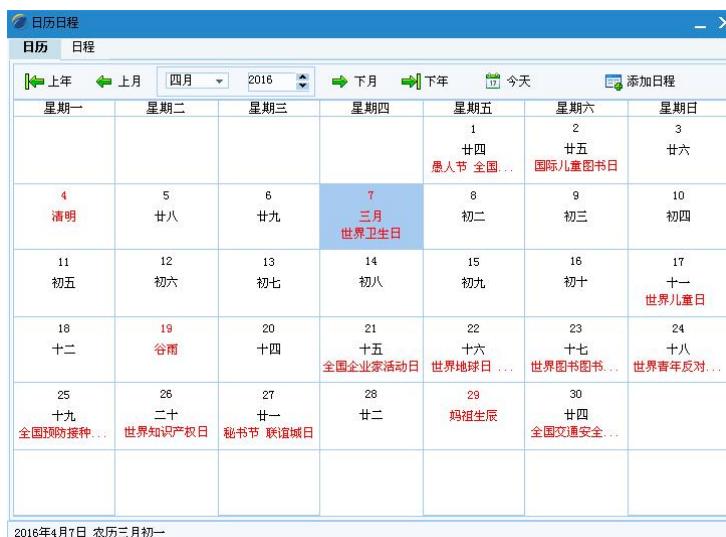 日历日程
日历 日程
上年 上月 四月 2016 下月 下年 17 今天 添加日程
星期一 星期二 星期三 星期四 星期五 星期六 星期日
1 2 3
廿四 廿五 廿六
愚人节 全国... 国际儿童图书日
4 5 6 7 8 9 10
清明 廿八 廿九 三月 初二 初三 初四
世界卫生日
11 12 13 14 15 16 17
初五 初六 初七 初八 初九 初十 十一
世界儿童日
18 19 20 21 22 23 24
十二 谷雨 十四 十五 十六 十七 十八
全国企业家活动日 世界地球日 ... 世界图书图书... 世界青年反对...
25 26 27 28 29 30
十九 二十 廿一 廿二 妈祖生辰 廿四
全国预防接种... 世界知识产权日 秘书节 联谊城日 全国交通安全...
2016年4月7日 农历三月初一